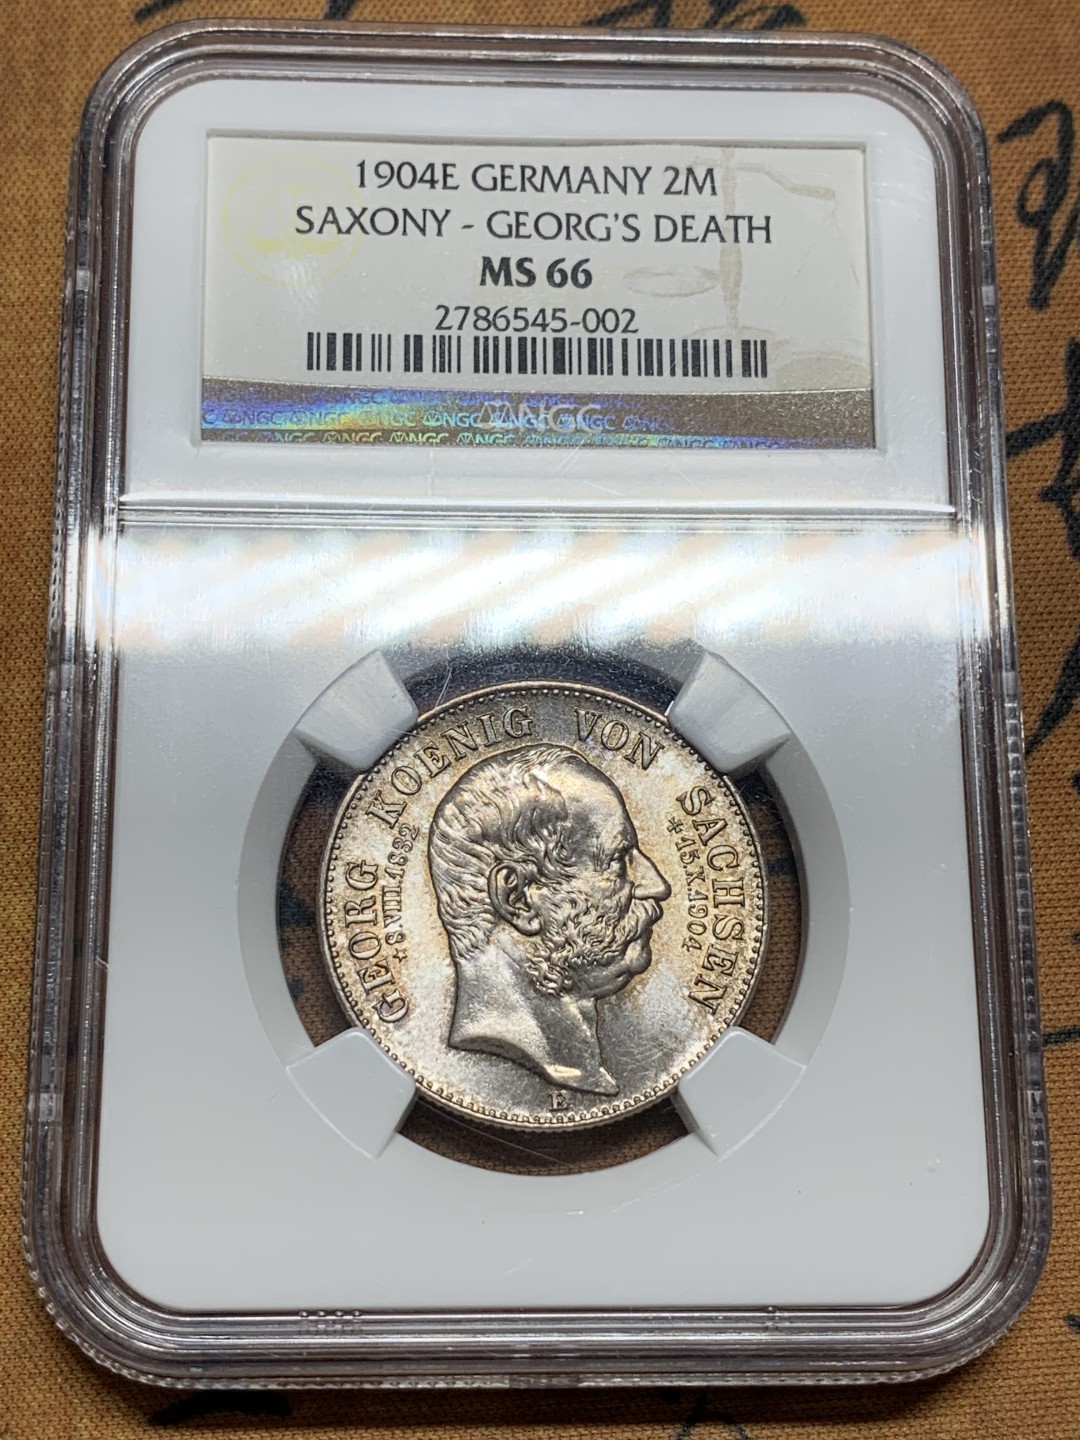 1904E GERMANY 2M
SAXONY - GEORG'S DEATH
MS 66
2786545-002
NGC
GEORG KOENIG VON SACHSEN
*8.VIII.1832
15.X.1904
E